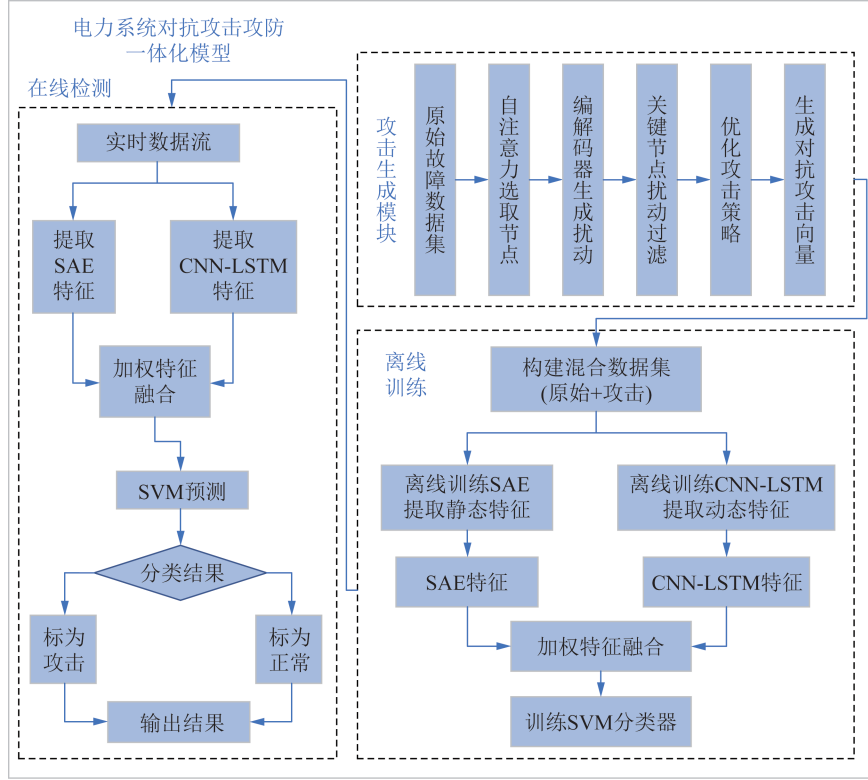 电力系统对抗攻击攻防
一体化模型
在线检测
实时数据流
提取
SAE
特征
提取
CNN-LSTM
特征
加权特征
融合
SVM预测
分类结果
标为
攻击
标为
正常
输出结果
攻击生成模块
原始故障数据集
自注意力选取节点
编解码器生成扰动
关键节点扰动过滤
优化攻击策略
生成对抗攻击向量
离线
训练
构建混合数据集
(原始+攻击)
离线训练SAE
提取静态特征
离线训练CNN-LSTM
提取动态特征
SAE特征
CNN-LSTM特征
加权特征融合
训练SVM分类器